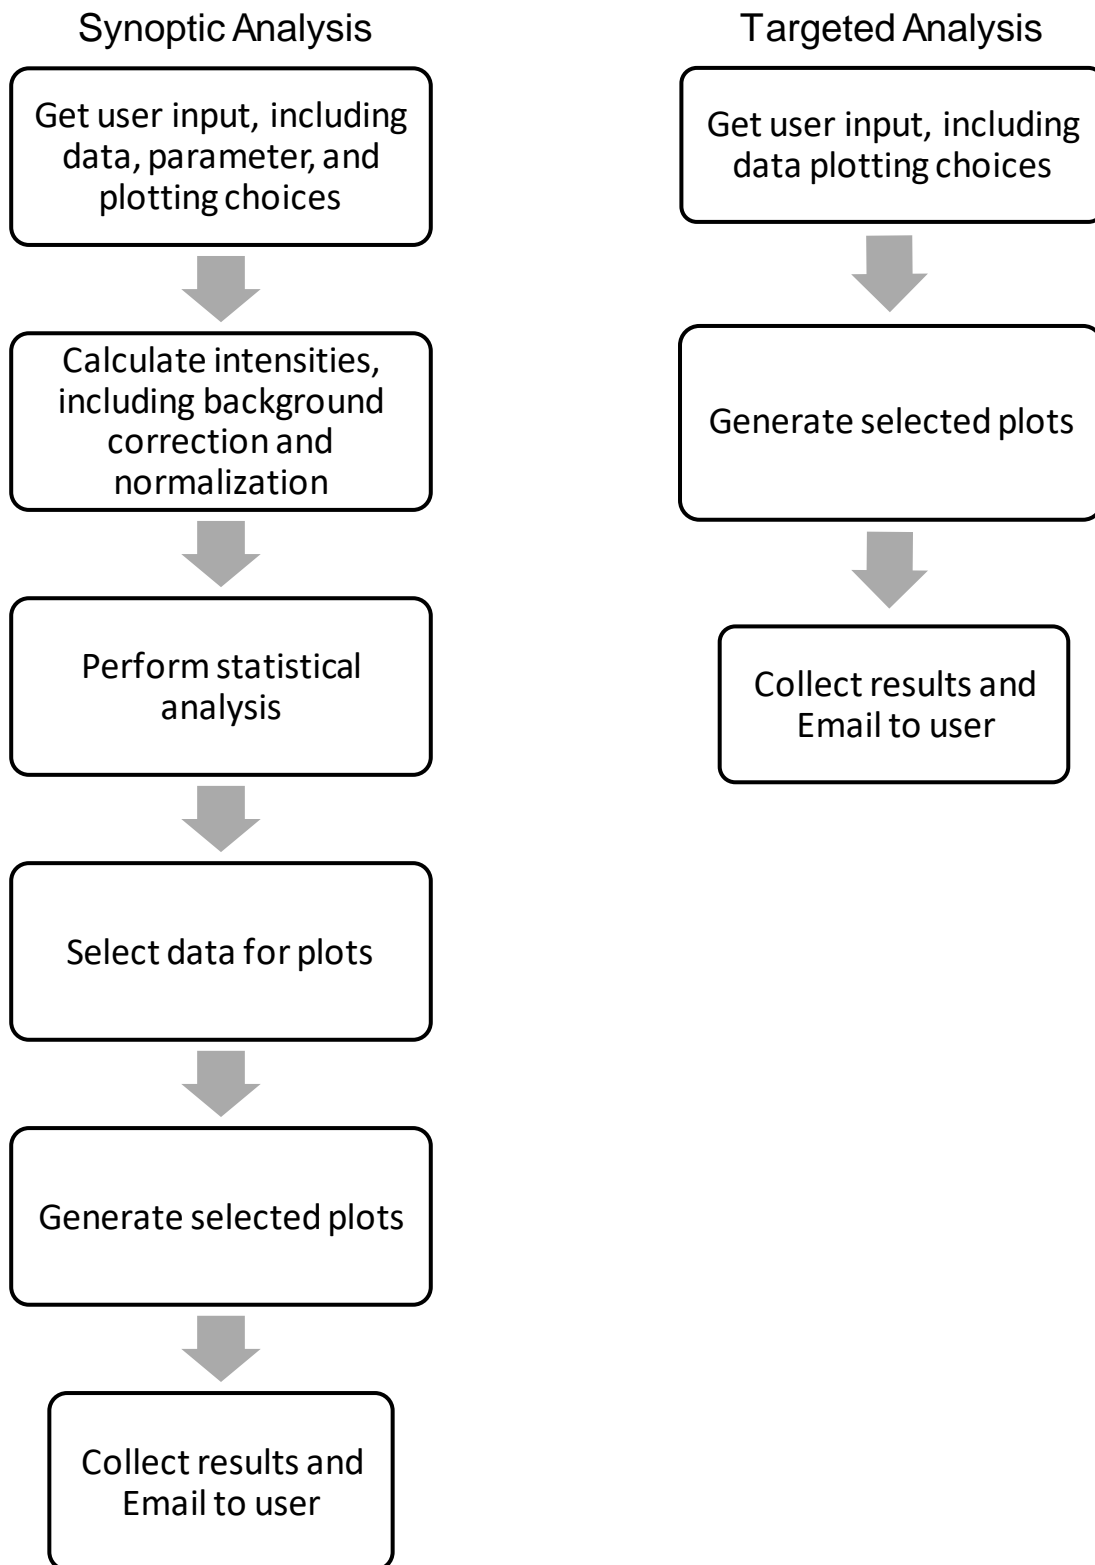 Synoptic Analysis
Get user input, including
data, parameter, and
plotting choices
Calculate intensities,
including background
correction and
normalization
Perform statistical
analysis
Select data for plots
Generate selected plots
Collect results and
Email to user
Targeted Analysis
Get user input, including
data plotting choices
Generate selected plots
Collect results and
Email to user